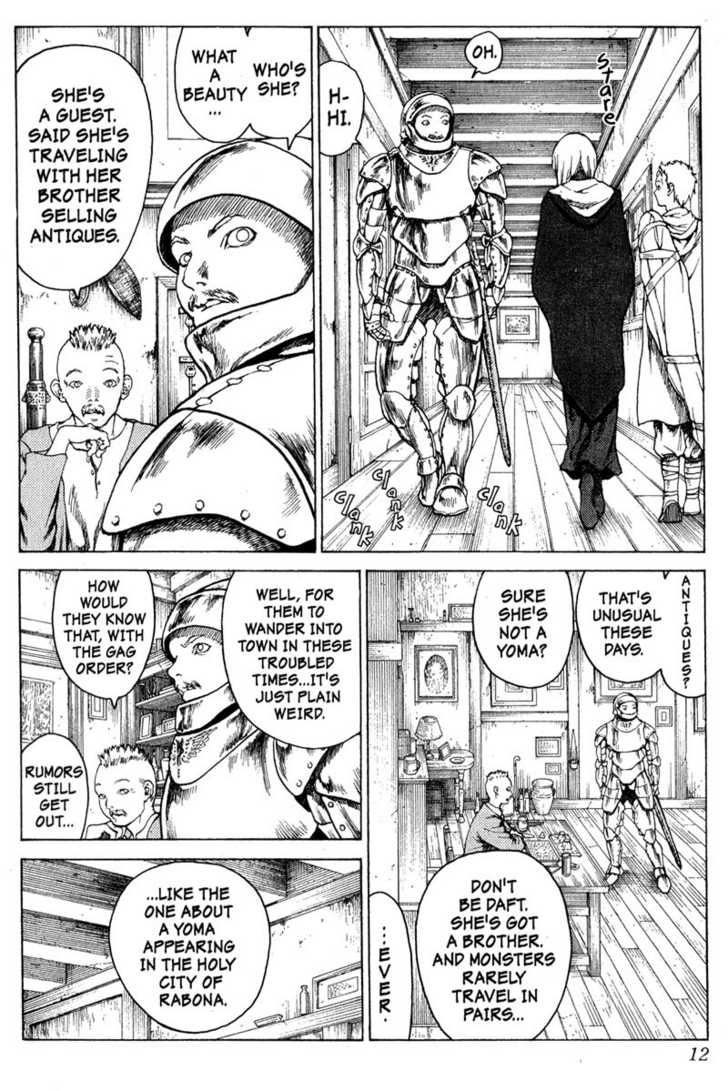 OH.
Stare
H-
HI.
clank
clank
clank
WHO'S
SHE?
WHAT
A
BEAUTY
...
SHE'S
A GUEST.
SAID SHE'S
TRAVELING
WITH HER
BROTHER
SELLING
ANTIQUES.
ANTIQUES?
THAT'S
UNUSUAL
THESE
DAYS.
SURE
SHE'S
NOT A
YOMA?
DON'T
BE DAFT.
SHE'S GOT
A BROTHER.
AND MONSTERS
RARELY
TRAVEL IN
PAIRS...
...EVER.
WELL, FOR
THEM TO
WANDER INTO
TOWN IN THESE
TROUBLED
TIMES...IT'S
JUST PLAIN
WEIRD.
HOW
WOULD
THEY KNOW
THAT, WITH
THE GAG
ORDER?
RUMORS
STILL
GET
OUT...
...LIKE THE
ONE ABOUT
A YOMA
APPEARING
IN THE HOLY
CITY OF
RABONA.
12